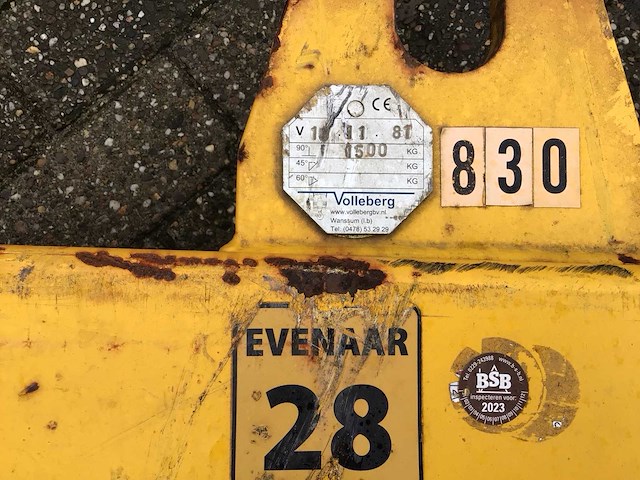 CE
V 10.11.81
90° 1500 KG
45° KG
60° KG
Volleberg
www.vollebergbv.nl
Wanssum (l.b)
Tel. (0478) 53 29 29
830
EVENAAR
28
BSB
inspecteren voor:
2023